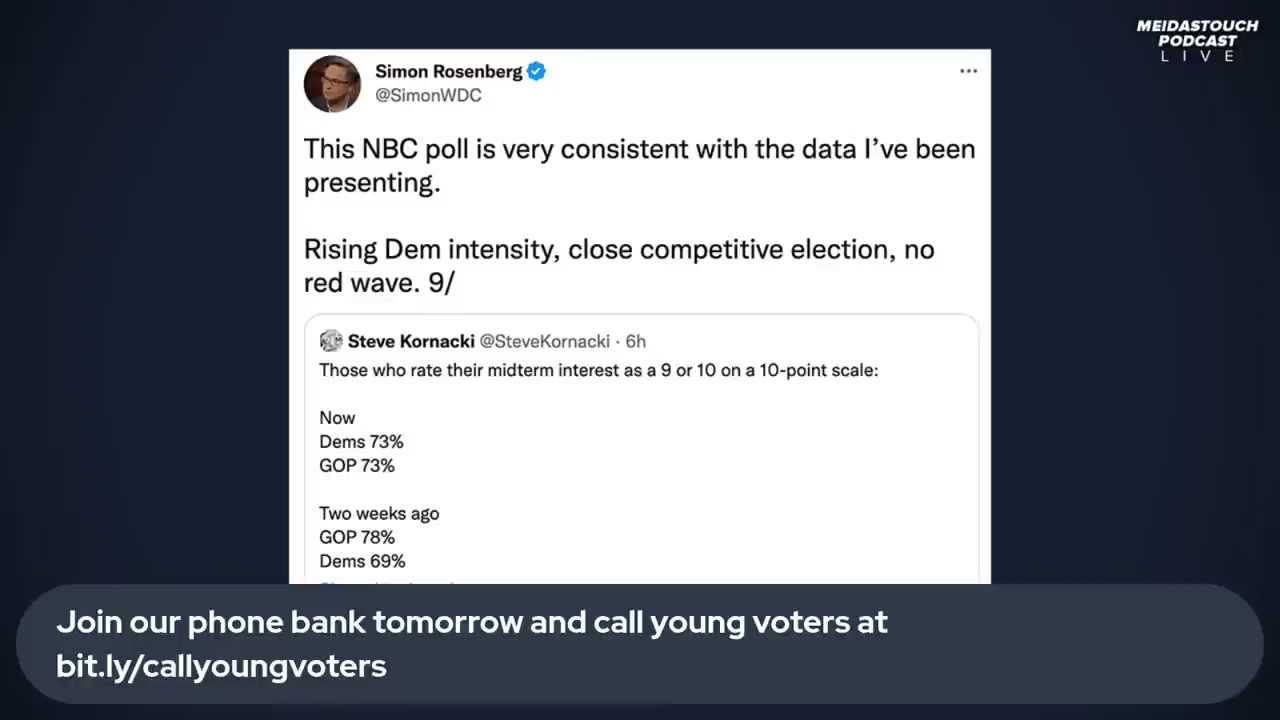 MEIDASTOUCH
PODCAST
LIVE
Simon Rosenberg
@SimonWDC
This NBC poll is very consistent with the data I’ve been
presenting.
Rising Dem intensity, close competitive election, no
red wave. 9/
Steve Kornacki @SteveKornacki · 6h
Those who rate their midterm interest as a 9 or 10 on a 10-point scale:
Now
Dems 73%
GOP 73%
Two weeks ago
GOP 78%
Dems 69%
Join our phone bank tomorrow and call young voters at
bit.ly/callyoungvoters